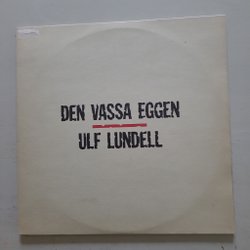 DEN VASSA EGGEN
ULF LUNDELL